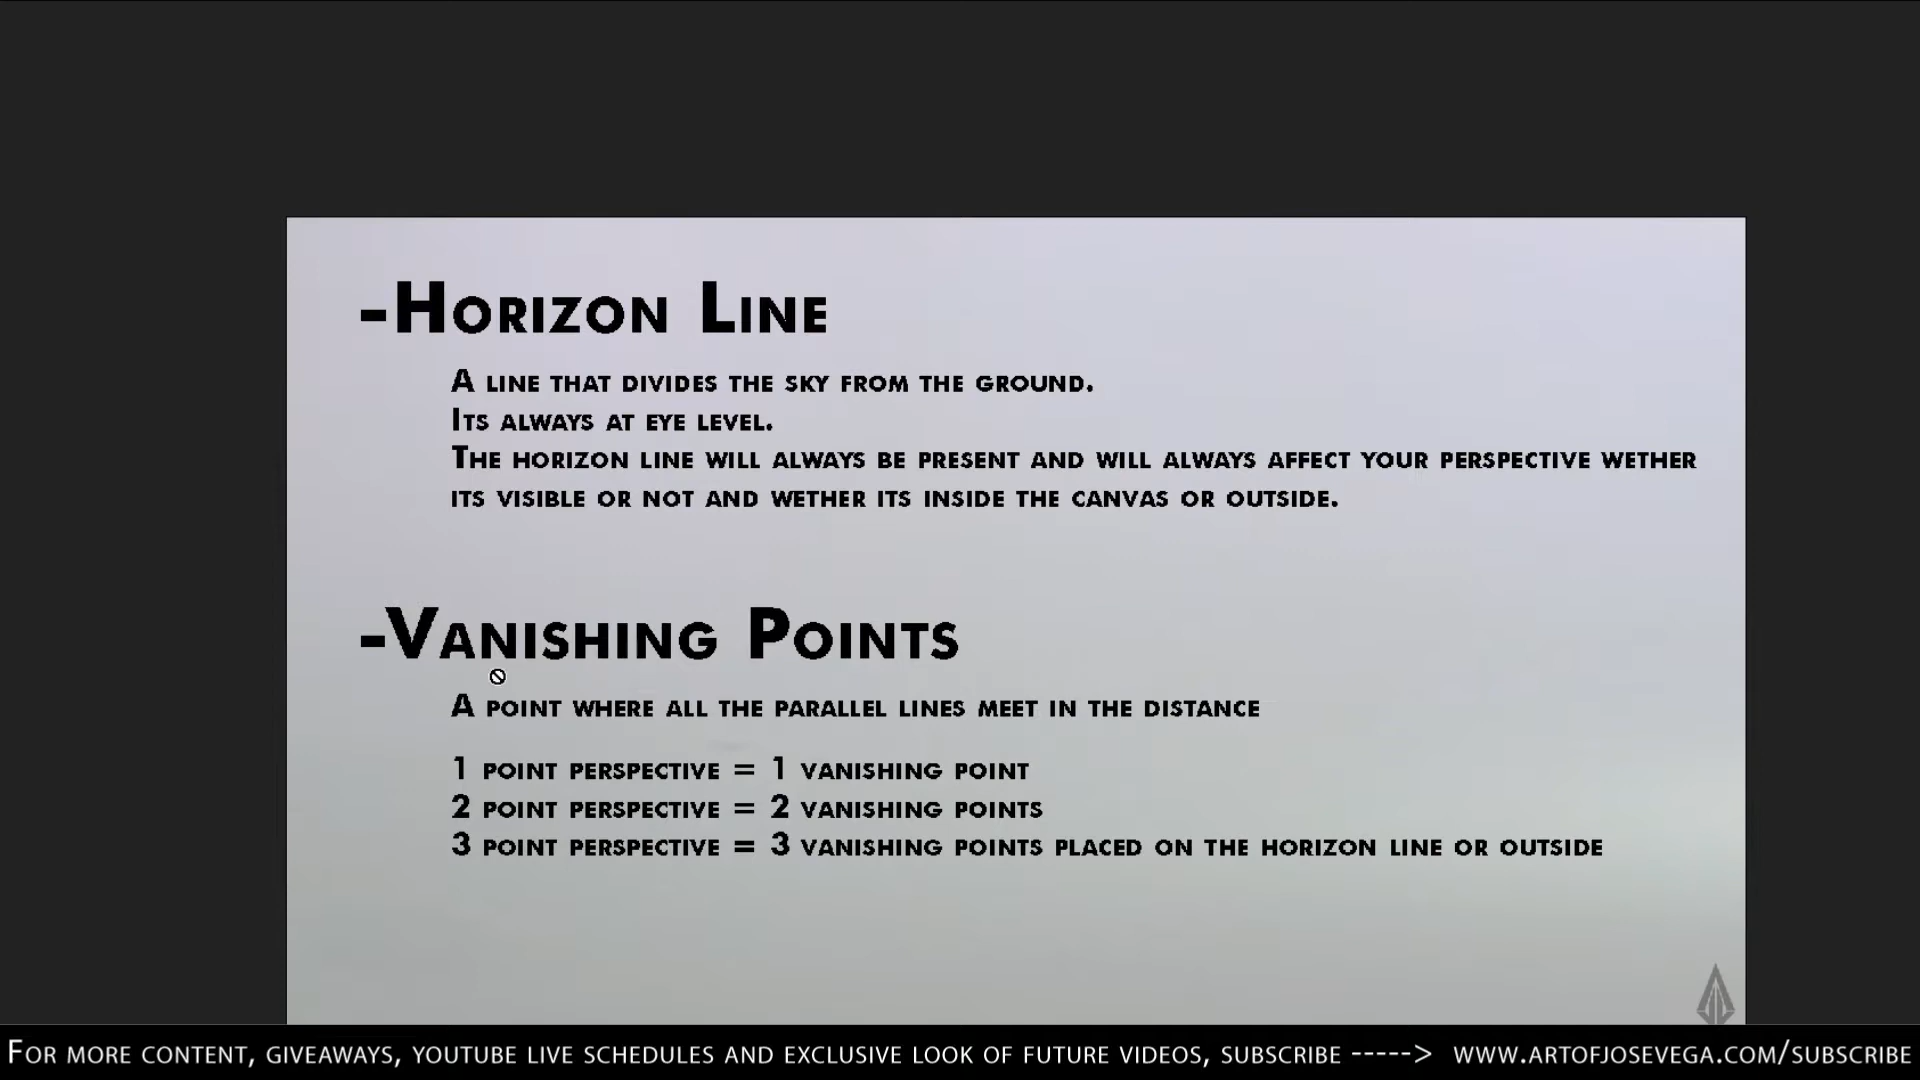 -Horizon Line
A line that divides the sky from the ground.
Its always at eye level.
The horizon line will always be present and will always affect your perspective wether
its visible or not and wether its inside the canvas or outside.
-Vanishing Points
A point where all the parallel lines meet in the distance
1 point perspective = 1 vanishing point
2 point perspective = 2 vanishing points
3 point perspective = 3 vanishing points placed on the horizon line or outside
For more content, giveaways, youtube live schedules and exclusive look of future videos, subscribe -----> www.artofjosevega.com/subscribe